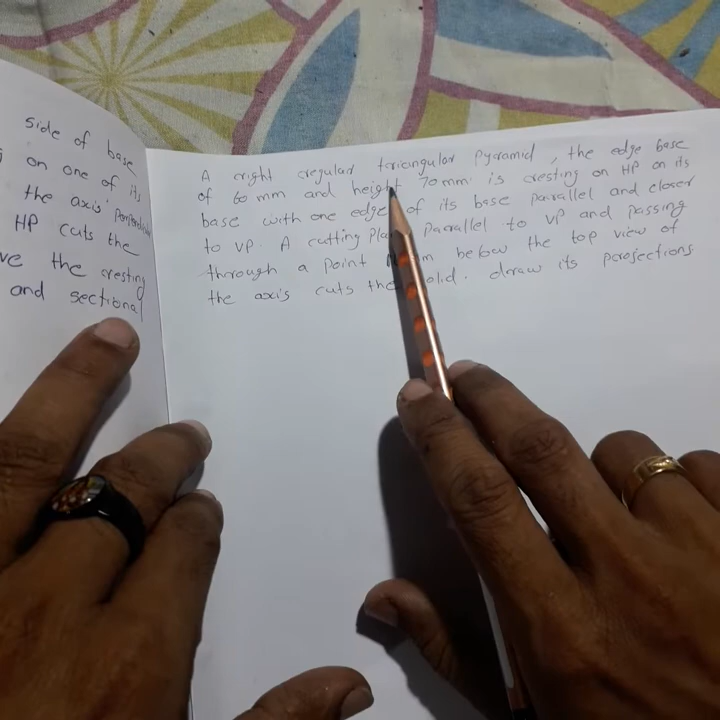 side of base
on one of its
the axis perpendicular
HP cuts the
the resting
and sectional
A right regular triangular pyramid, the edge base
of 60 mm and height 70mm. is resting on HP on its
base with one edge of its base parallel and closer
to VP. A cutting parallel to VP and passing
through a point below the top view of
the axis cuts the solid. draw its projections